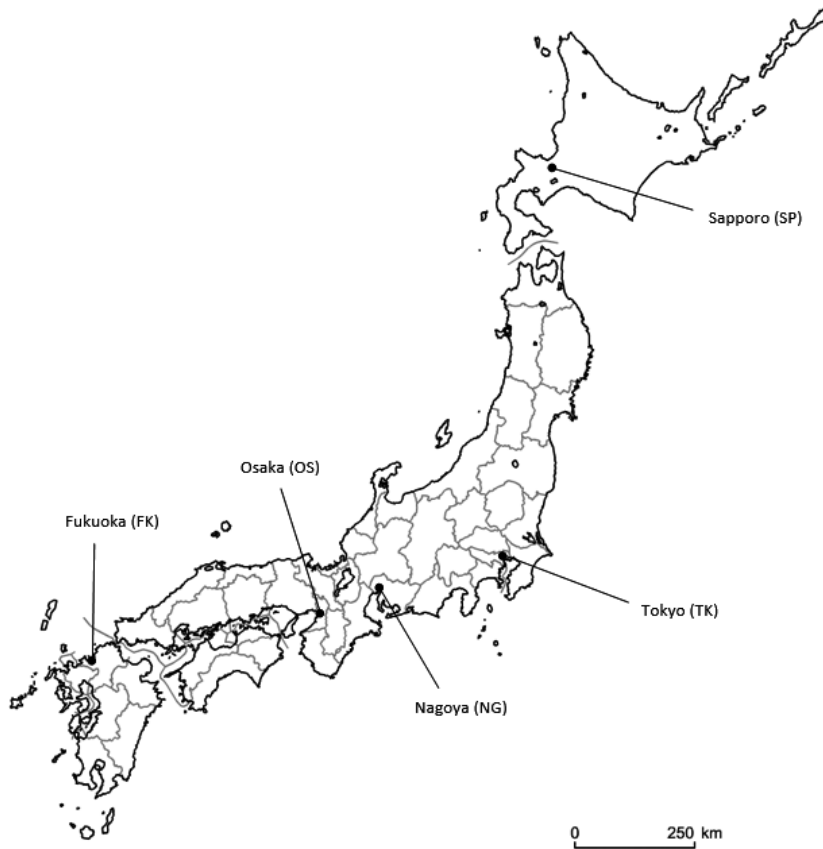 Sapporo (SP)
Osaka (OS)
Fukuoka (FK)
Tokyo (TK)
Nagoya (NG)
0 250 km